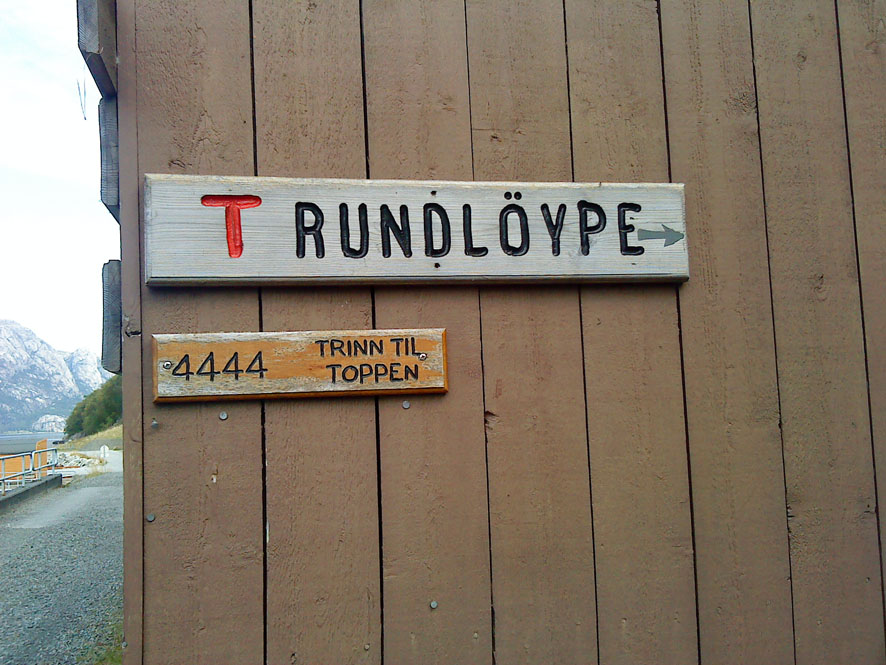 T RUNDLÖYPE
4444 TRINN TIL
TOPPEN